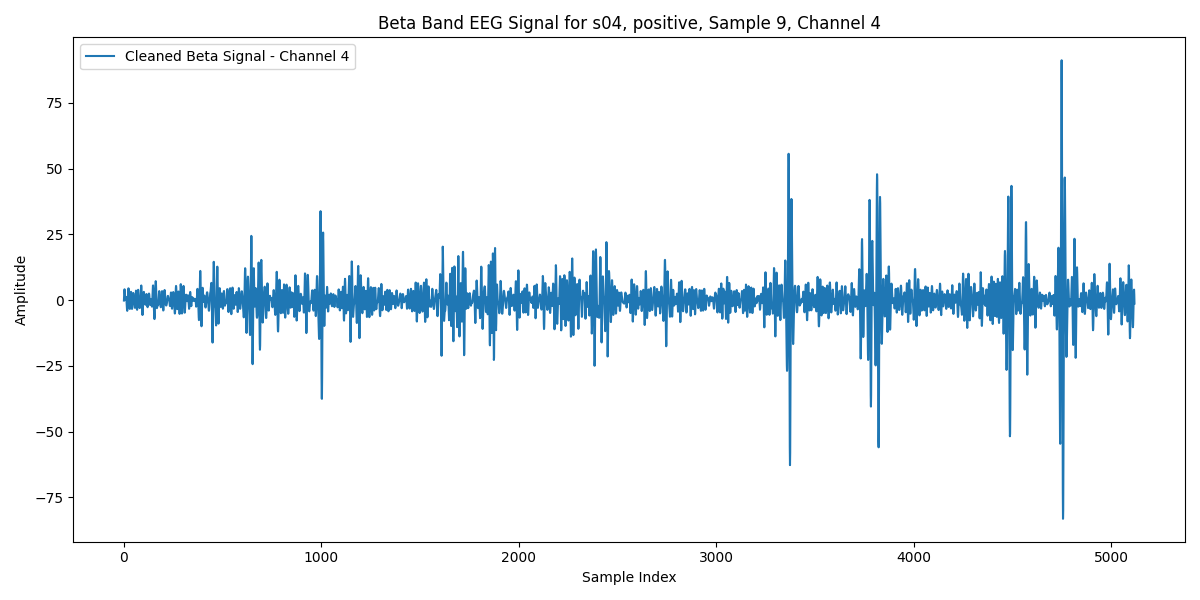 Beta Band EEG Signal for s04, positive, Sample 9, Channel 4
Cleaned Beta Signal - Channel 4
75
50
25
0
−25
−50
−75
Amplitude
0 1000 2000 3000 4000 5000
Sample Index